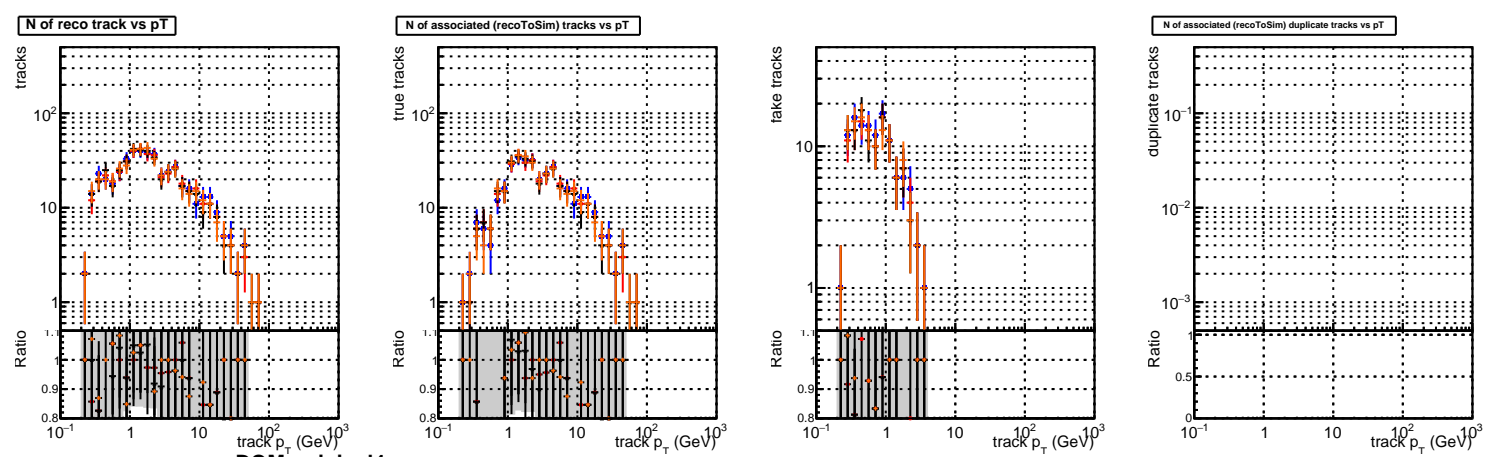 N of reco track vs pT
tracks
10²
10
1
Ratio
1.1
1
0.9
0.8
10⁻¹ 1 10 10² 10³
track p_T (GeV)
N of associated (recoToSim) tracks vs pT
true tracks
10²
10
1
Ratio
1.1
1
0.9
0.8
10⁻¹ 1 10 10² 10³
track p_T (GeV)
fake tracks
10
1
Ratio
1.1
1
0.9
0.8
10⁻¹ 1 10 10² 10³
track p_T (GeV)
N of associated (recoToSim) duplicate tracks vs pT
duplicate tracks
10⁻¹
10⁻²
10⁻³
Ratio
1
0.5
0
10⁻¹ 1 10 10² 10³
track p_T (GeV)